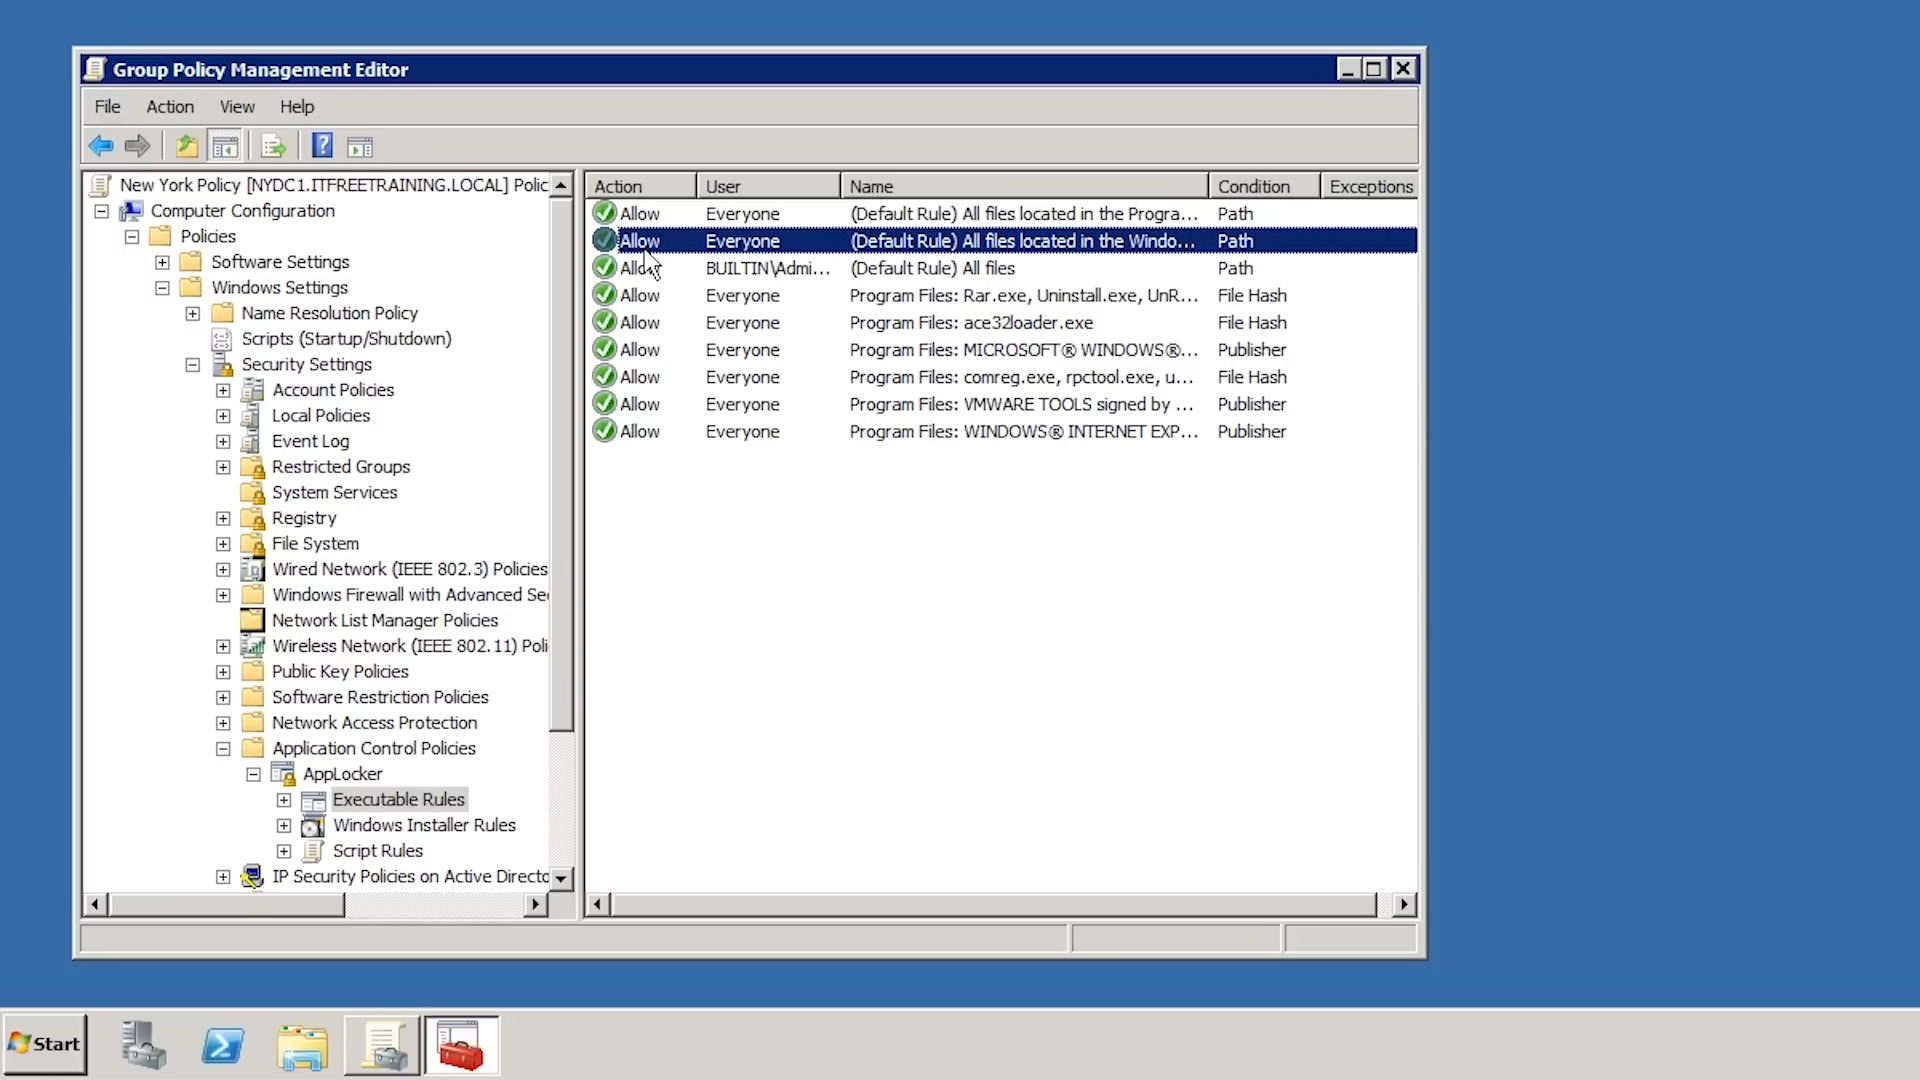 Group Policy Management Editor
File Action View Help
New York Policy [NYDC1.ITFREETRAINING.LOCAL] Polic
Computer Configuration
Policies
Software Settings
Windows Settings
Name Resolution Policy
Scripts (Startup/Shutdown)
Security Settings
Account Policies
Local Policies
Event Log
Restricted Groups
System Services
Registry
File System
Wired Network (IEEE 802.3) Policies
Windows Firewall with Advanced Se
Network List Manager Policies
Wireless Network (IEEE 802.11) Poli
Public Key Policies
Software Restriction Policies
Network Access Protection
Application Control Policies
AppLocker
Executable Rules
Windows Installer Rules
Script Rules
IP Security Policies on Active Directo
Action User Name Condition Exceptions
Allow Everyone (Default Rule) All files located in the Progra... Path
Allow Everyone (Default Rule) All files located in the Windo... Path
Allow BUILTIN\Admi... (Default Rule) All files Path
Allow Everyone Program Files: Rar.exe, Uninstall.exe, UnR... File Hash
Allow Everyone Program Files: ace32loader.exe File Hash
Allow Everyone Program Files: MICROSOFT® WINDOWS®... Publisher
Allow Everyone Program Files: comreg.exe, rpctool.exe, u... File Hash
Allow Everyone Program Files: VMWARE TOOLS signed by ... Publisher
Allow Everyone Program Files: WINDOWS® INTERNET EXP... Publisher
Start